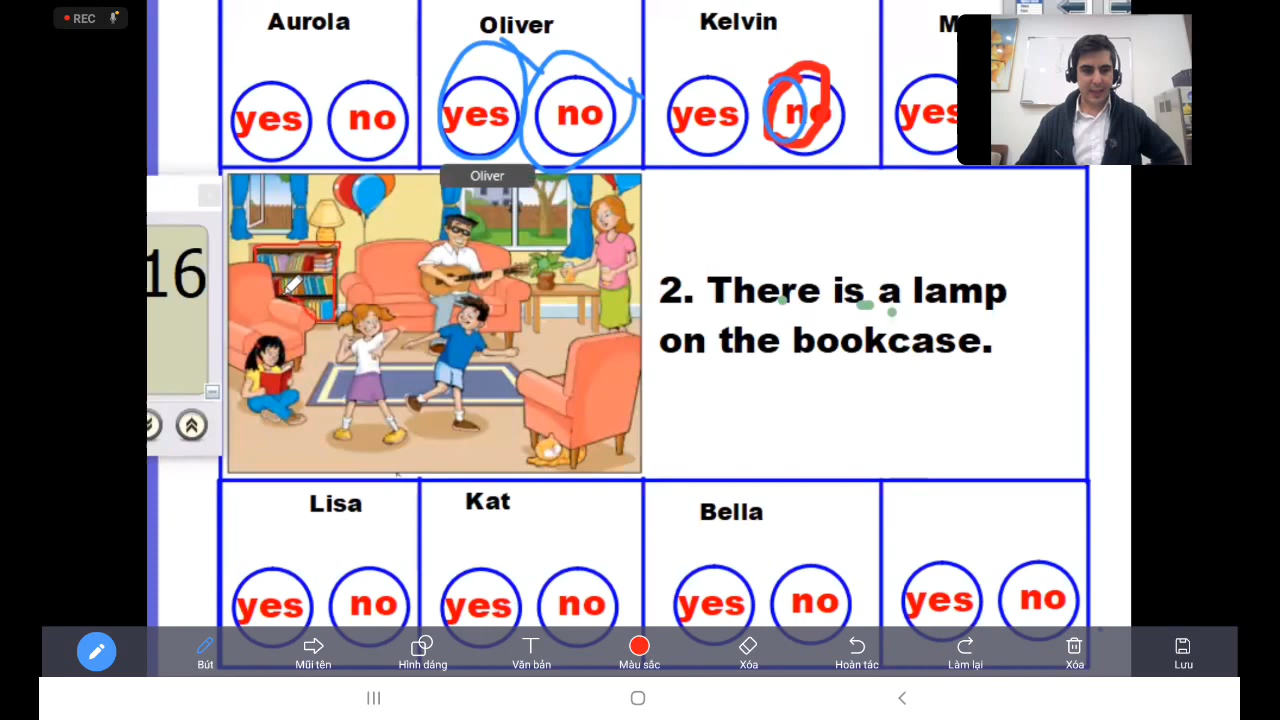 REC
Aurola
Oliver
Kelvin
M
yes no
yes no
yes no
yes
Oliver
16
2. There is a lamp
on the bookcase.
Lisa
Kat
Bella
yes no
yes no
yes no
yes no
Bút
Mũi tên
Hình dáng
Văn bản
Màu sắc
Xóa
Hoàn tác
Làm lại
Xóa
Lưu